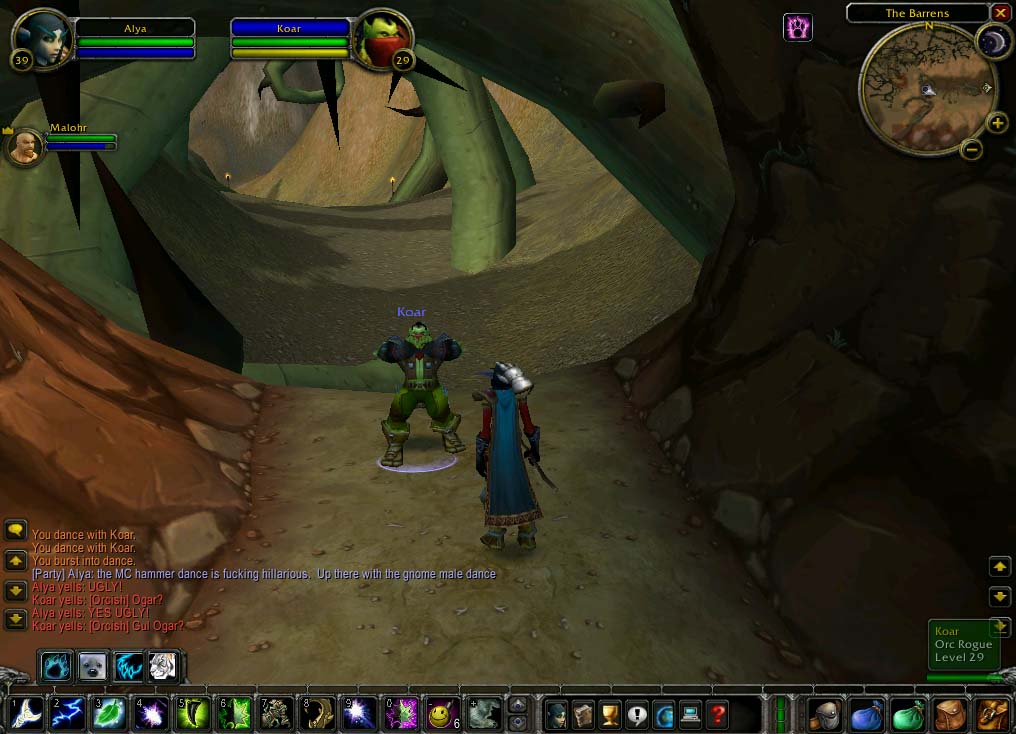 Alya
39
Koar
29
The Barrens
N
Malohr
Koar
You dance with Koar.
You dance with Koar.
You burst into dance.
[Party] Alya: the MC hammer dance is fucking hillarious. Up there with the gnome male dance
Alya yells: UGLY!
Koar yells: [Orcish] Ogar?
Alya yells: YES UGLY!
Koar yells: [Orcish] Gul Ogar?
Koar
Orc Rogue
Level 29
2 3 4 5 6 7 8 9 0 - 6 +